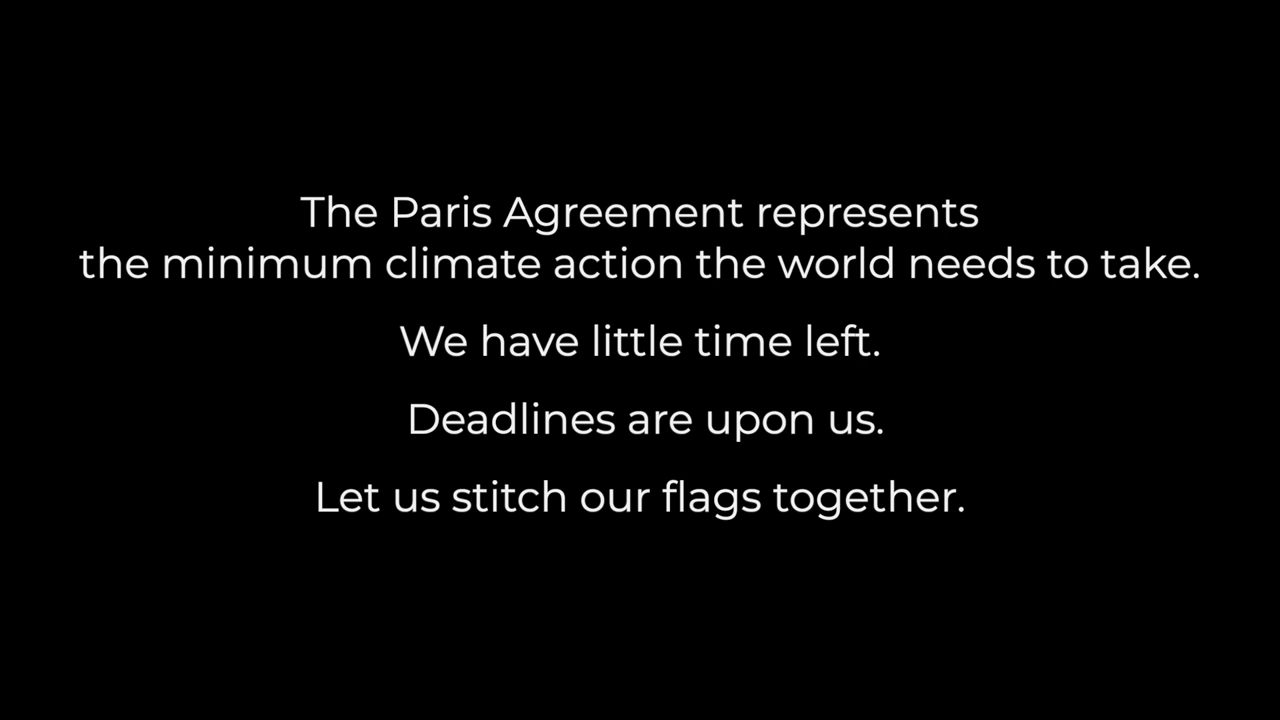 The Paris Agreement represents
the minimum climate action the world needs to take.
We have little time left.
Deadlines are upon us.
Let us stitch our flags together.